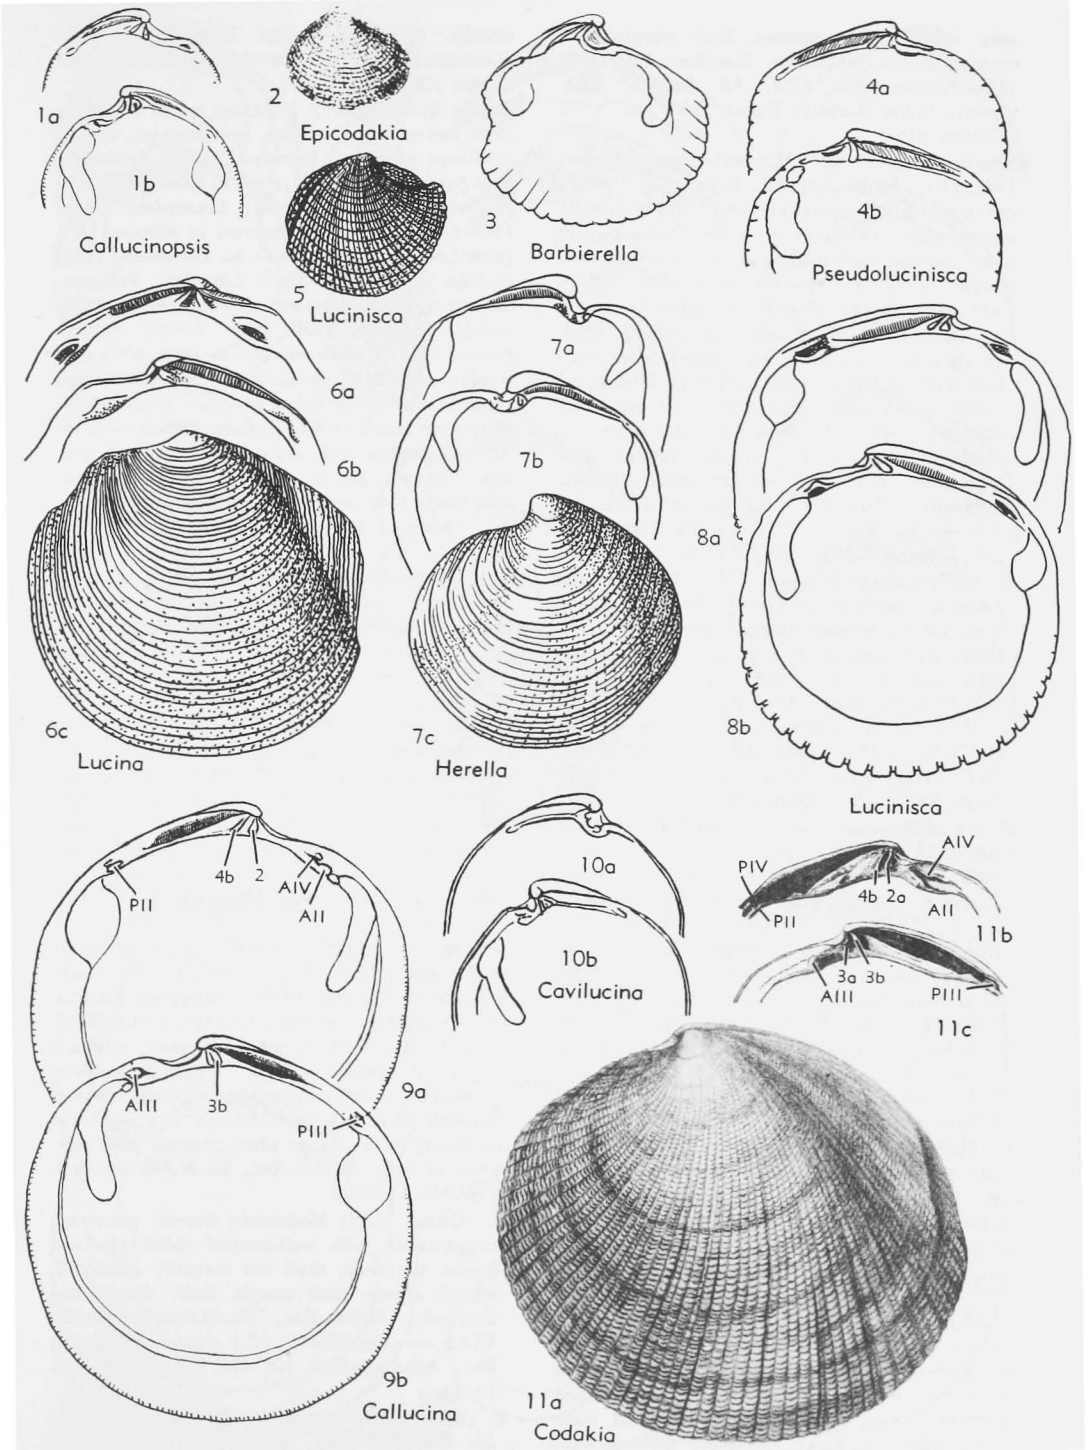 1a
1b
Callucinopsis
2
Epicodakia
5
Lucinisca
3
Barbierella
4a
4b
Pseudolucinisca
6a
6b
6c
Lucina
7a
7b
7c
Herella
8a
8b
Lucinisca
4b 2
PII
AIV
AII
9a
AIII
3b
PIII
9b
Callucina
10a
10b
Cavilucina
PIV
PII
4b 2a
AIV
AII
11b
3a 3b
AIII
PIII
11c
11a
Codakia